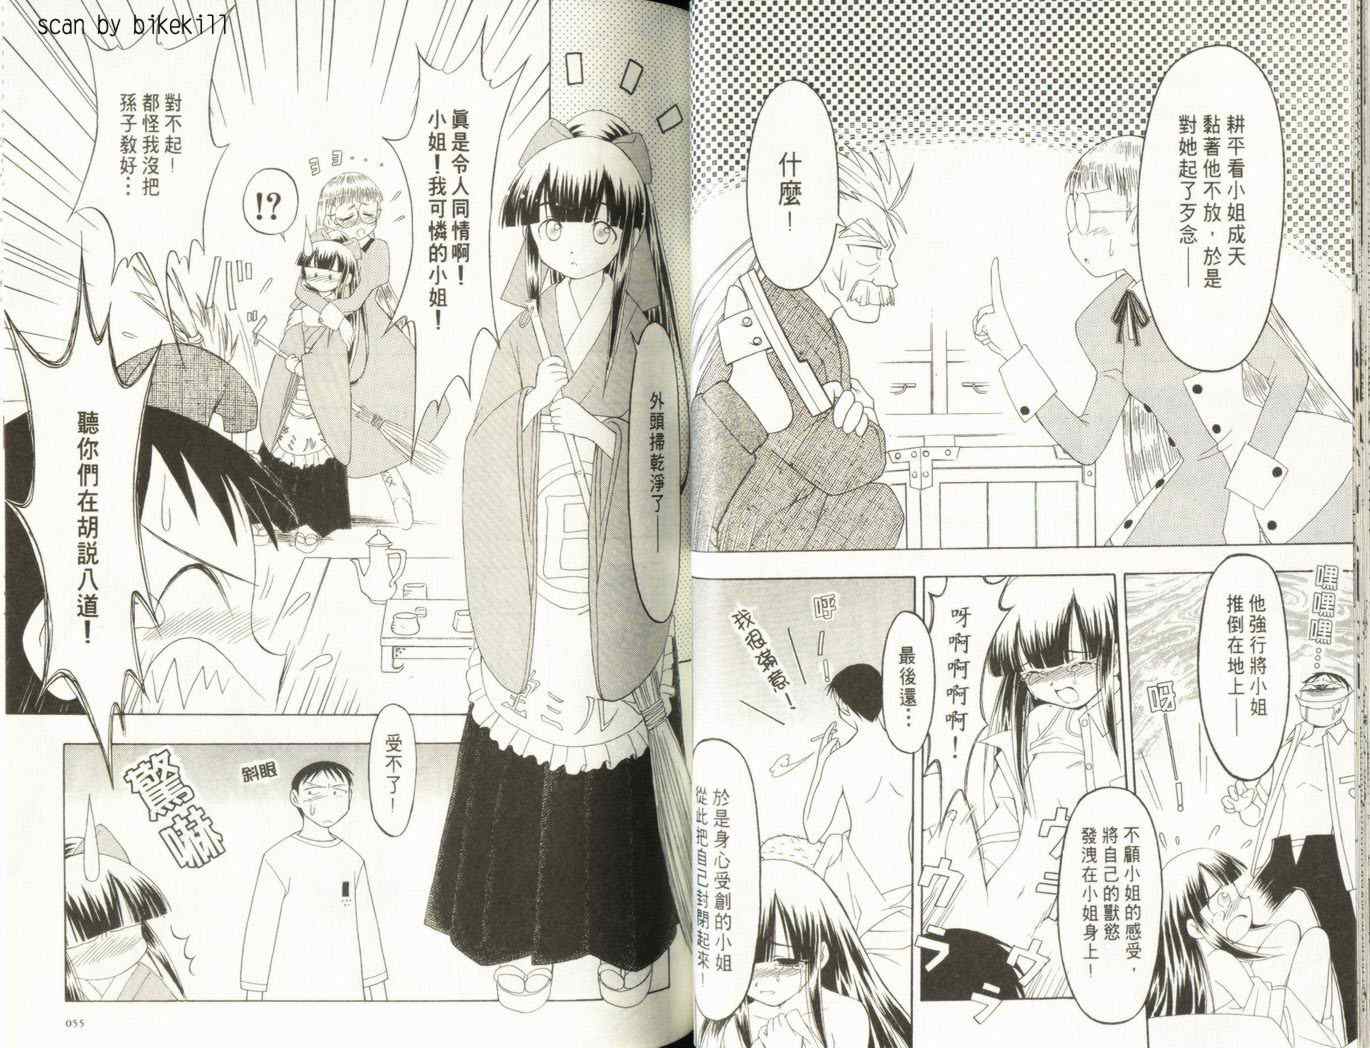 scan by bikekill
耕平看小姐成天
黏著他不放，於是
對她起了歹念——
什麼！
嘿嘿嘿…
他強行將小姐
推倒在地上——
呀—！
呀啊啊啊啊！
不顧小姐的感受，
將自己的獸慾
發洩在小姐身上！
最後還…
呼—！
我很滿意！
於是身心受創的小姐
從此把自己封閉起來！
外頭掃乾淨了——
真是令人同情啊！
小姐！我可憐的小姐！
!?
對不起！
都怪我沒把
孫子教好…
聽你們在胡說八道！
受不了！
斜眼
驚嚇
055